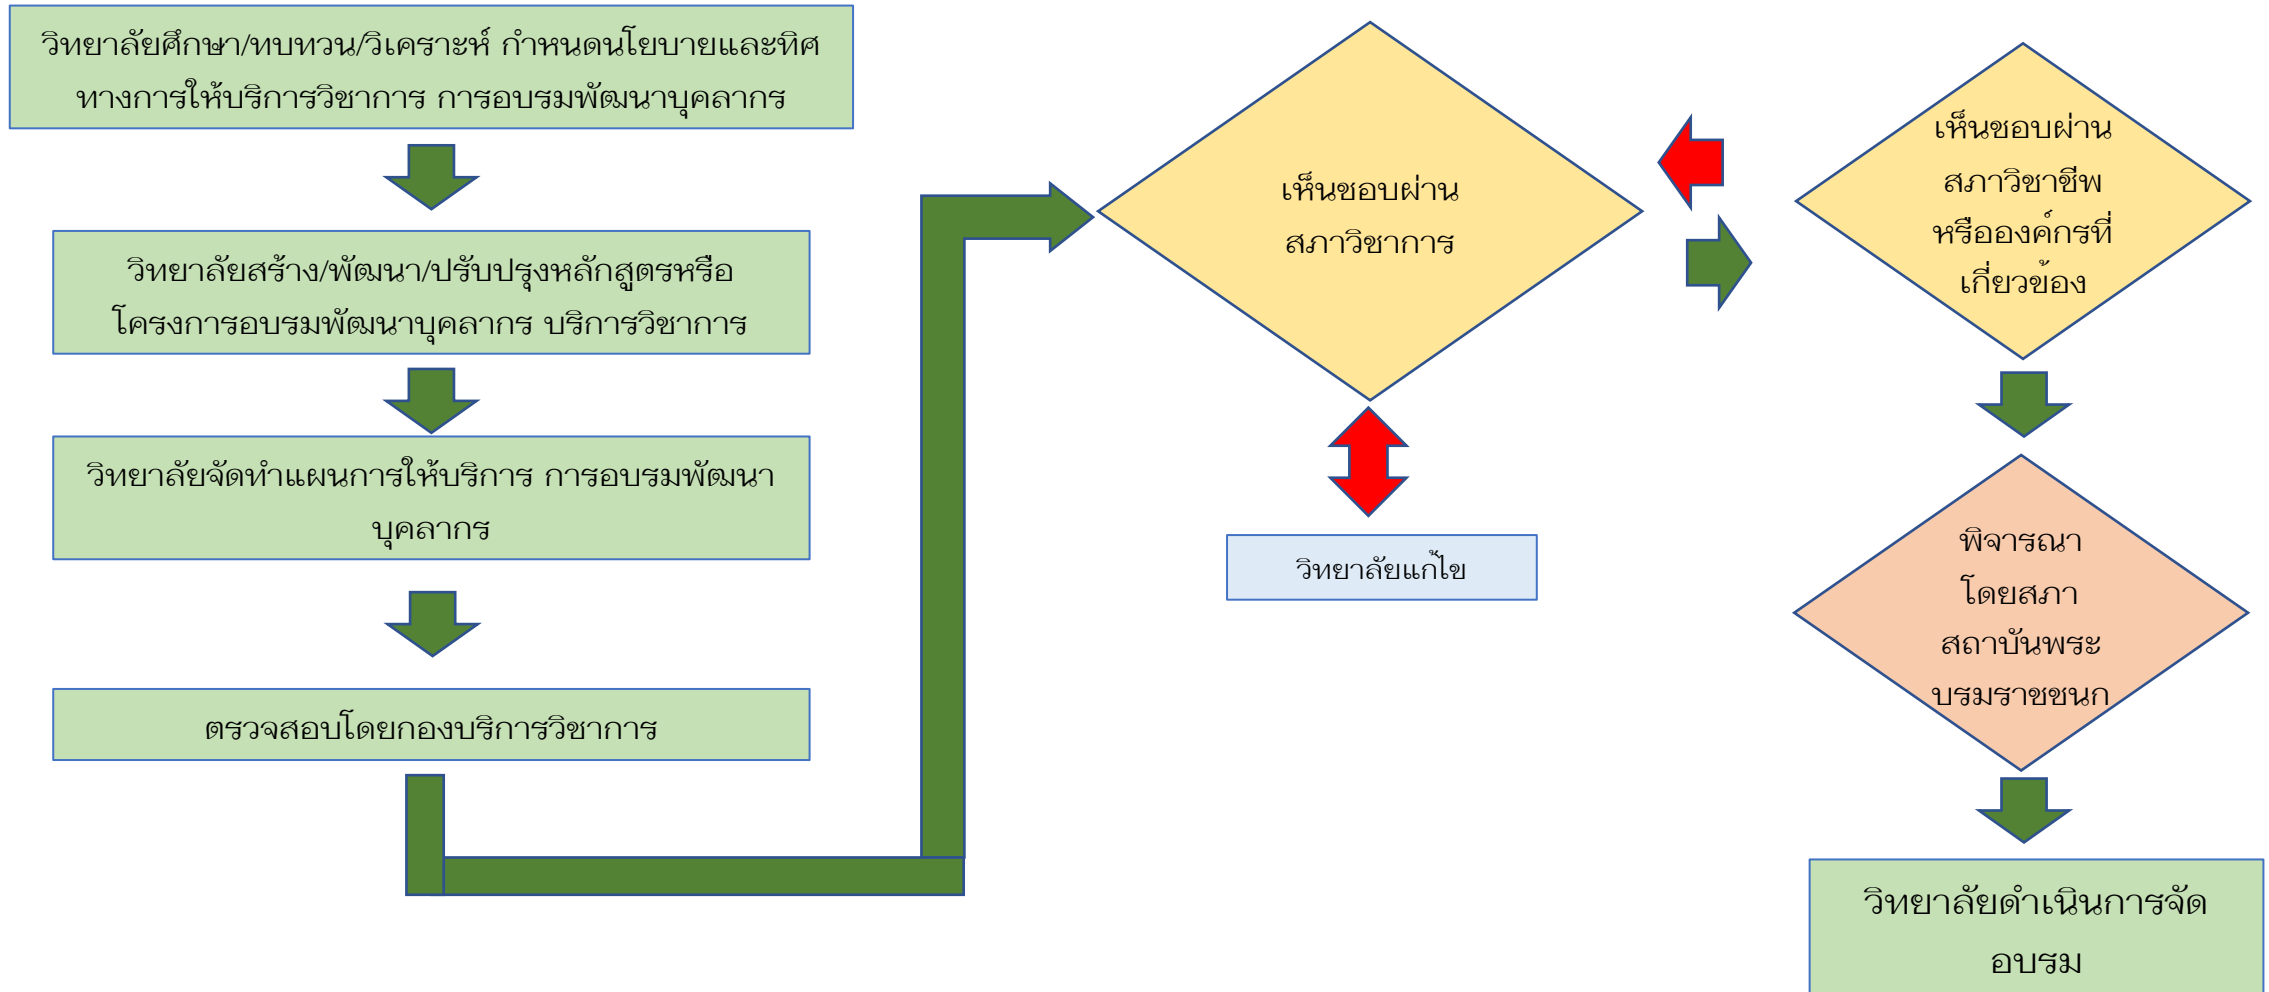 วิทยาลัยศึกษา/ทบทวน/วิเคราะห์ กำหนดนโยบายและทิศ
ทางการให้บริการวิชาการ การอบรมพัฒนาบุคลากร
วิทยาลัยสร้าง/พัฒนา/ปรับปรุงหลักสูตรหรือ
โครงการอบรมพัฒนาบุคลากร บริการวิชาการ
วิทยาลัยจัดทำแผนการให้บริการ การอบรมพัฒนา
บุคลากร
ตรวจสอบโดยกองบริการวิชาการ
เห็นชอบผ่าน
สภาวิชาการ
วิทยาลัยแก้ไข
เห็นชอบผ่าน
สภาวิชาชีพ
หรือองค์กรที่
เกี่ยวข้อง
พิจารณา
โดยสภา
สถาบันพระ
บรมราชชนก
วิทยาลัยดำเนินการจัด
อบรม